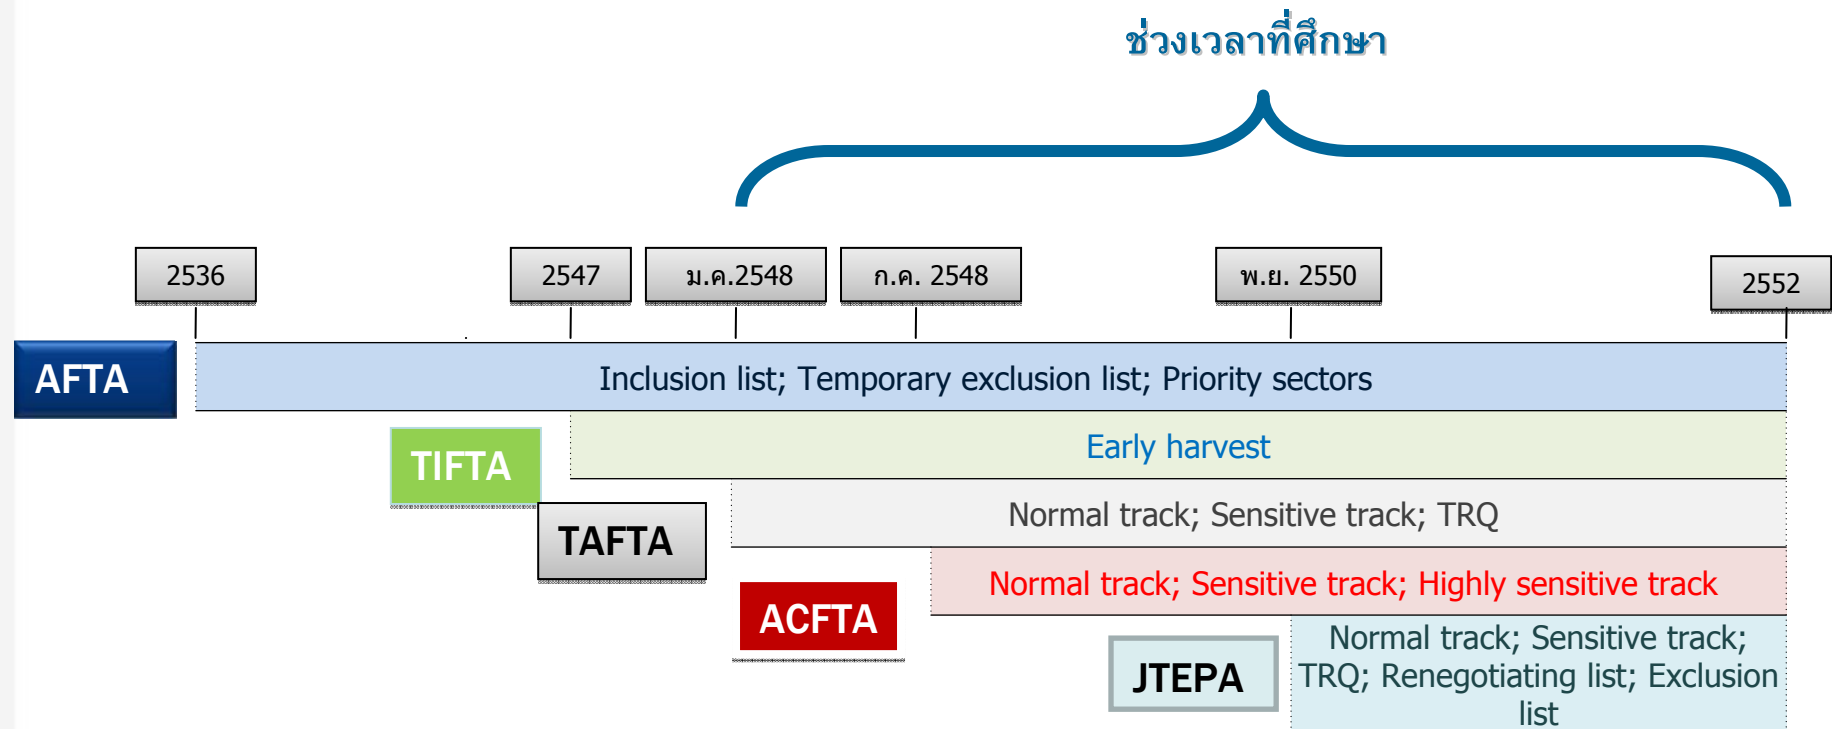 ช่วงเวลาที่ศึกษา
2536
2547
ม.ค.2548
ก.ค. 2548
พ.ย. 2550
2552
AFTA
Inclusion list; Temporary exclusion list; Priority sectors
TIFTA
Early harvest
TAFTA
Normal track; Sensitive track; TRQ
ACFTA
Normal track; Sensitive track; Highly sensitive track
JTEPA
Normal track; Sensitive track;
TRQ; Renegotiating list; Exclusion
list